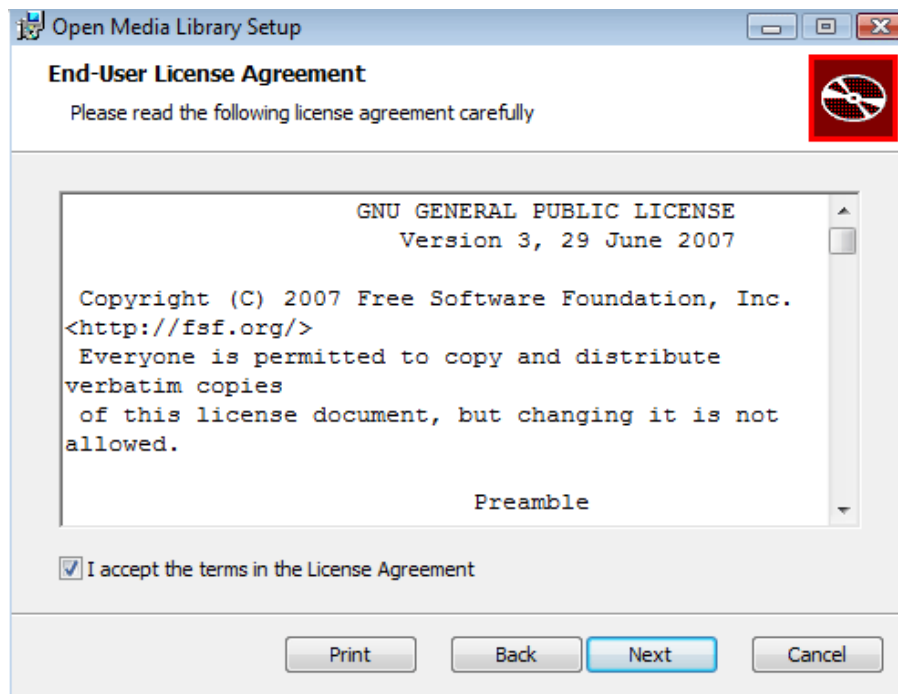 Open Media Library Setup
End-User License Agreement
Please read the following license agreement carefully
GNU GENERAL PUBLIC LICENSE
Version 3, 29 June 2007
Copyright (C) 2007 Free Software Foundation, Inc.
<http://fsf.org/>
Everyone is permitted to copy and distribute
verbatim copies
of this license document, but changing it is not
allowed.
Preamble
I accept the terms in the License Agreement
Print Back Next Cancel